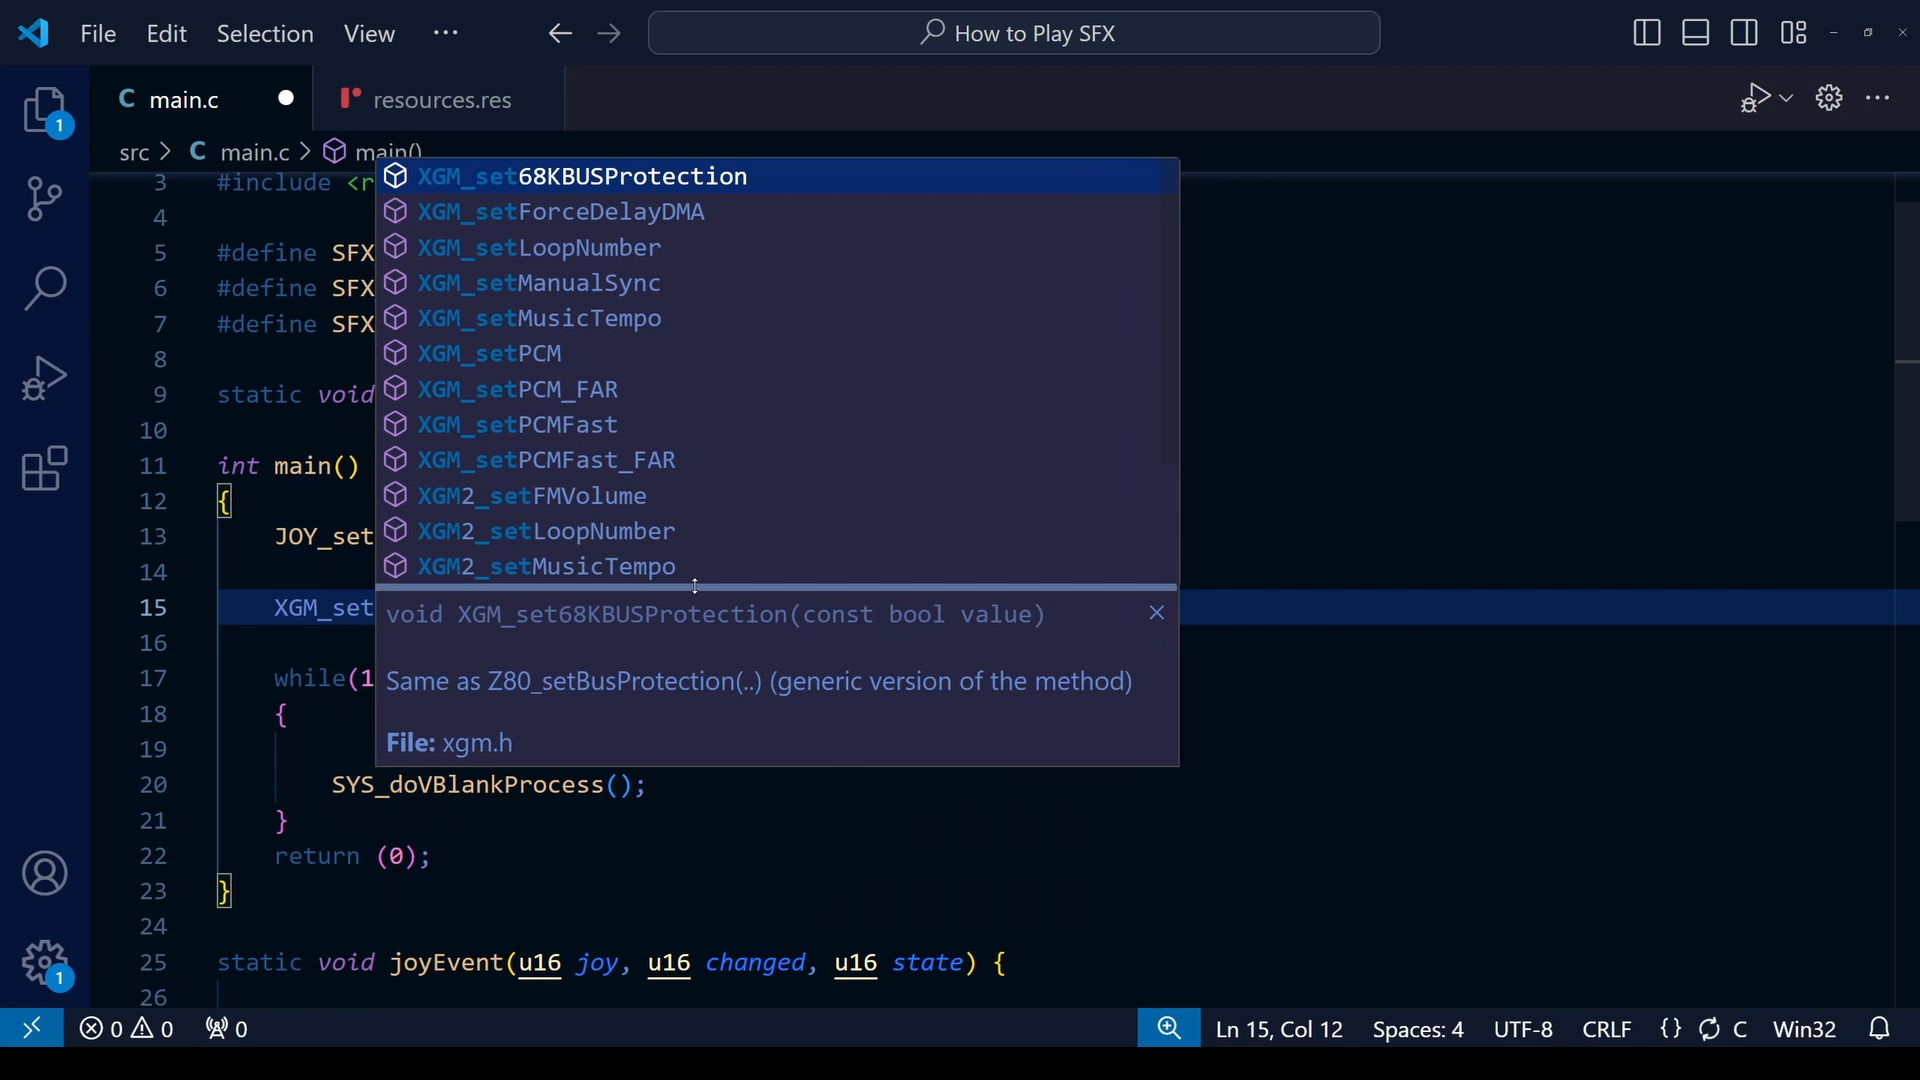 File Edit Selection View ··· How to Play SFX
C main.c resources.res
src > C main.c > main()
3 #include <r
4
5 #define SFX
6 #define SFX
7 #define SFX
8
9 static void
10
11 int main()
12 {
13 JOY_set
14
15 XGM_set
16
17 while(1
18 {
19
20 SYS_doVBlankProcess();
21 }
22 return (0);
23 }
24
25 static void joyEvent(u16 joy, u16 changed, u16 state) {
26
XGM_set68KBUSProtection
XGM_setForceDelayDMA
XGM_setLoopNumber
XGM_setManualSync
XGM_setMusicTempo
XGM_setPCM
XGM_setPCM_FAR
XGM_setPCMFast
XGM_setPCMFast_FAR
XGM2_setFMVolume
XGM2_setLoopNumber
XGM2_setMusicTempo
void XGM_set68KBUSProtection(const bool value)
Same as Z80_setBusProtection(..) (generic version of the method)
File: xgm.h
1
1
0 0 0 Ln 15, Col 12 Spaces: 4 UTF-8 CRLF {} C Win32